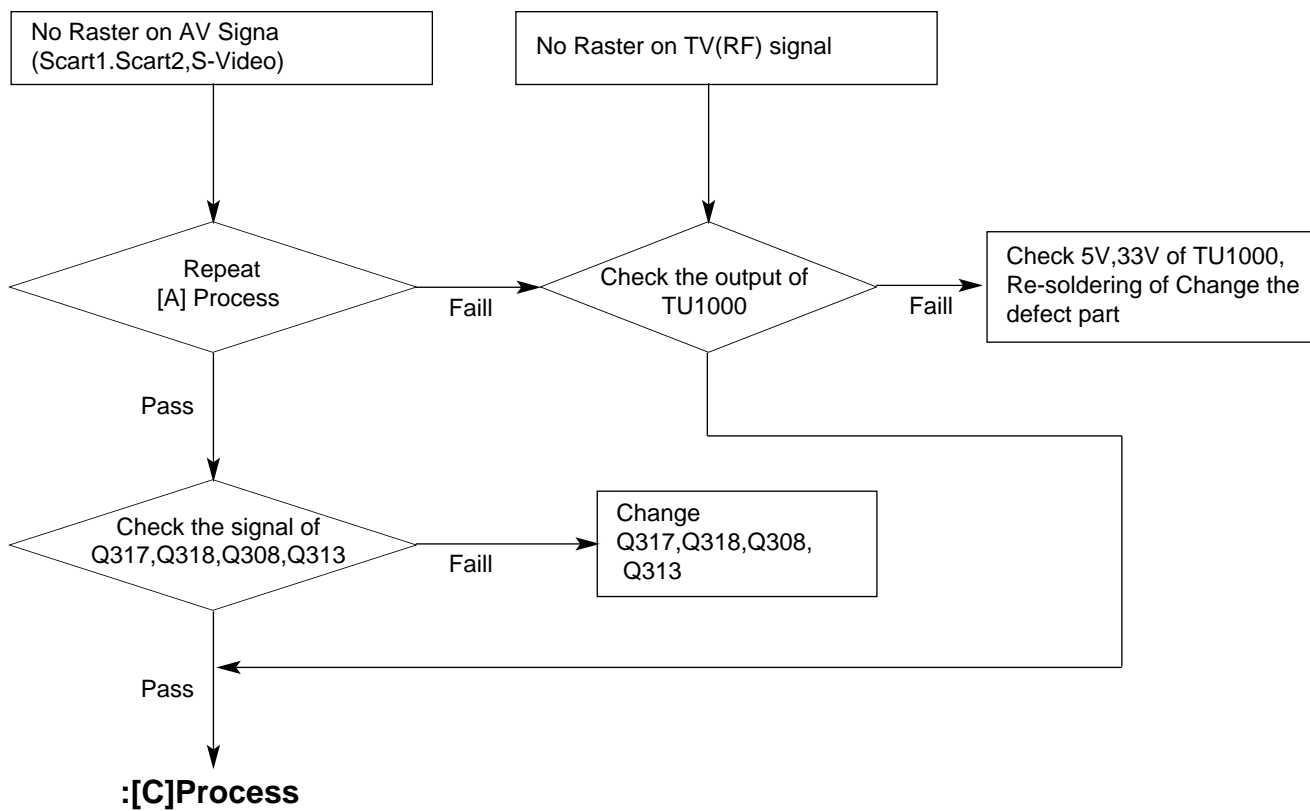 No Raster on AV Signa
(Scart1.Scart2,S-Video)
No Raster on TV(RF) signal
Repeat
[A] Process
Faill
Check the output of
TU1000
Faill
Check 5V,33V of TU1000,
Re-soldering of Change the
defect part
Pass
Check the signal of
Q317,Q318,Q308,Q313
Faill
Change
Q317,Q318,Q308,
Q313
Pass
:[C]Process